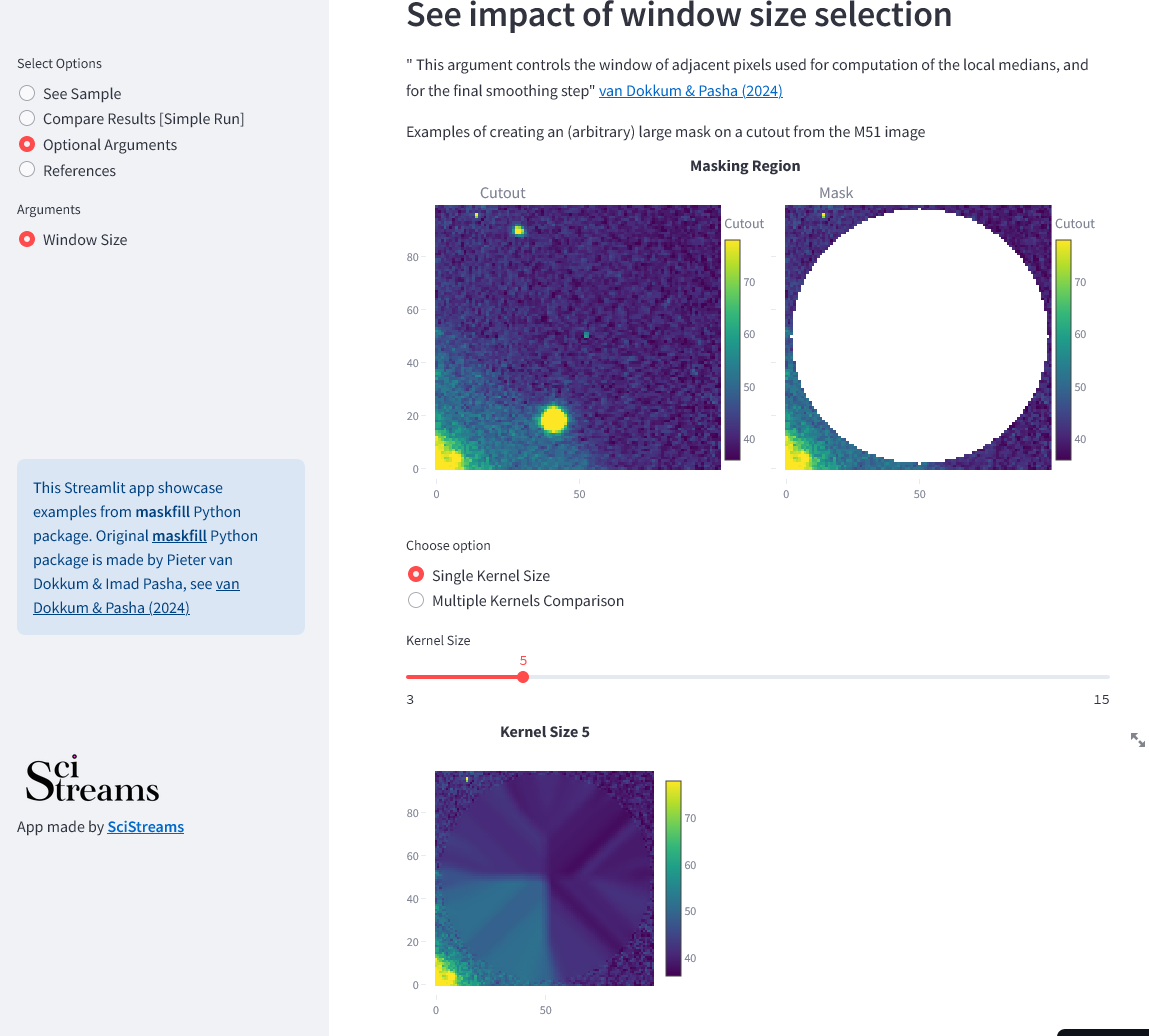 Select Options
See Sample
Compare Results [Simple Run]
Optional Arguments
References
Arguments
Window Size
This Streamlit app showcase
examples from maskfill Python
package. Original maskfill Python
package is made by Pieter van
Dokkum & Imad Pasha, see van
Dokkum & Pasha (2024)
Sci
Streams
App made by SciStreams
See impact of window size selection
" This argument controls the window of adjacent pixels used for computation of the local medians, and
for the final smoothing step" van Dokkum & Pasha (2024)
Examples of creating an (arbitrary) large mask on a cutout from the M51 image
Masking Region
Cutout
80
60
40
20
0
0
50
Cutout
70
60
50
40
Mask
0
50
Cutout
70
60
50
40
Choose option
Single Kernel Size
Multiple Kernels Comparison
Kernel Size
5
3
15
Kernel Size 5
80
60
40
20
0
0
50
70
60
50
40